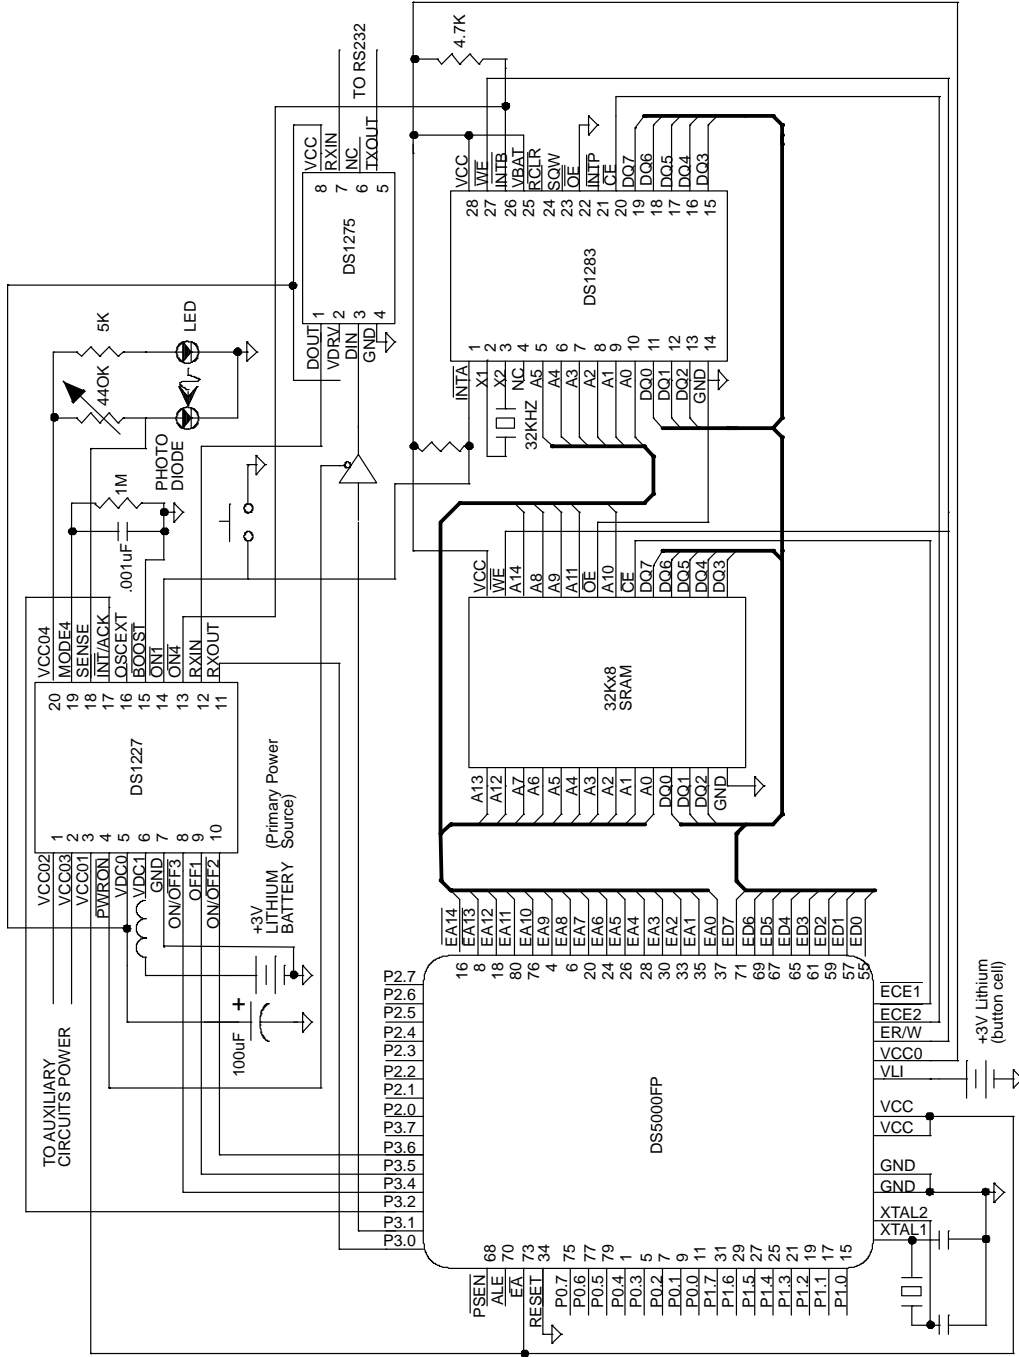 TO AUXILIARY
CIRCUITS POWER
VCC02 1
VCC03 2
VCC01 3
PWRON 4
VDC0 5
VDC1 6
GND 7
ON/OFF3 8
OFF1 9
ON/OFF2 10
DS1227
20 VCC04
19 MODE4
18 SENSE
17 INT/ACK
16 OSCEXT
15 BOOST
14 ON1
13 ON4
12 RXIN
11 RXOUT
100uF
+
+3V
LITHIUM
BATTERY
(Primary Power
Source)
.001uF
1M
PHOTO
DIODE
440K
5K
LED
DOUT 1
VDRV 2
DIN 3
GND 4
DS1275
8 VCC
7 RXIN
6 NC
5 TXOUT
TO RS232
4.7K
INTA 1
X1 2
X2 3
NC 4
A5 5
A4 6
A3 7
A2 8
A1 9
A0 10
DQ0 11
DQ1 12
DQ2 13
GND 14
32KHZ
DS1283
28 VCC
27 WE
26 INTB
25 VBAT
24 RCLR
23 SQW
22 OE
21 INTP
20 CE
19 DQ7
18 DQ6
17 DQ5
16 DQ4
15 DQ3
A13
A12
A7
A6
A5
A4
A3
A2
A1
A0
DQ0
DQ1
DQ2
GND
32Kx8
SRAM
VCC
WE
A14
A8
A9
A11
OE
A10
CE
DQ7
DQ6
DQ5
DQ4
DQ3
P2.7
P2.6
P2.5
P2.4
P2.3
P2.2
P2.1
P2.0
P3.7
P3.6
P3.5
P3.4
P3.2
P3.1
P3.0
DS5000FP
16 EA14
8 EA13
18 EA12
80 EA11
76 EA10
4 EA9
6 EA8
20 EA7
24 EA6
26 EA5
28 EA4
30 EA3
33 EA2
35 EA1
37 EA0
71 ED7
69 ED6
67 ED5
65 ED4
61 ED3
59 ED2
57 ED1
55 ED0
PSEN 68
ALE 70
EA 73
RESET 34
P0.7 75
P0.6 77
P0.5 79
P0.4 1
P0.3 5
P0.2 7
P0.1 9
P0.0 11
P1.7 31
P1.6 29
P1.5 27
P1.4 25
P1.3 21
P1.2 19
P1.1 17
P1.0 15
ECE1
ECE2
ER/W
VCC0
VLI
VCC
VCC
GND
GND
XTAL2
XTAL1
+3V Lithium
(button cell)